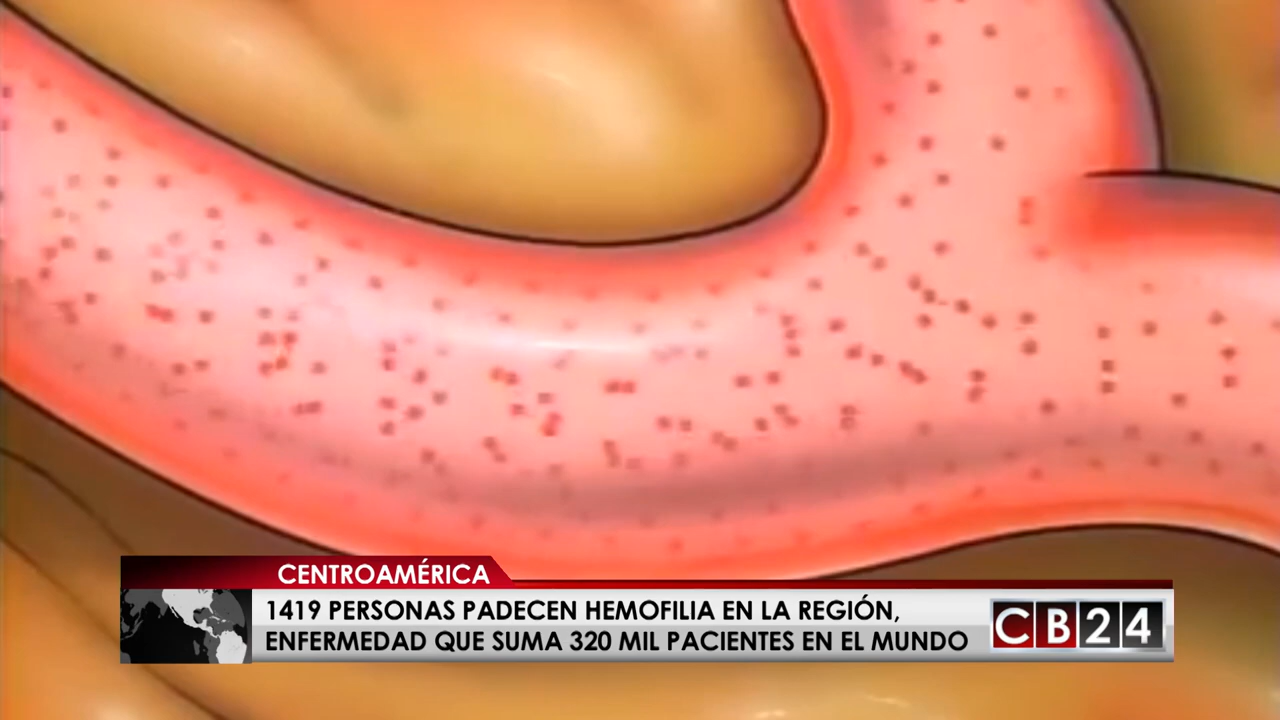 CENTROAMÉRICA
1419 PERSONAS PADECEN HEMOFILIA EN LA REGIÓN,
ENFERMEDAD QUE SUMA 320 MIL PACIENTES EN EL MUNDO
CB24